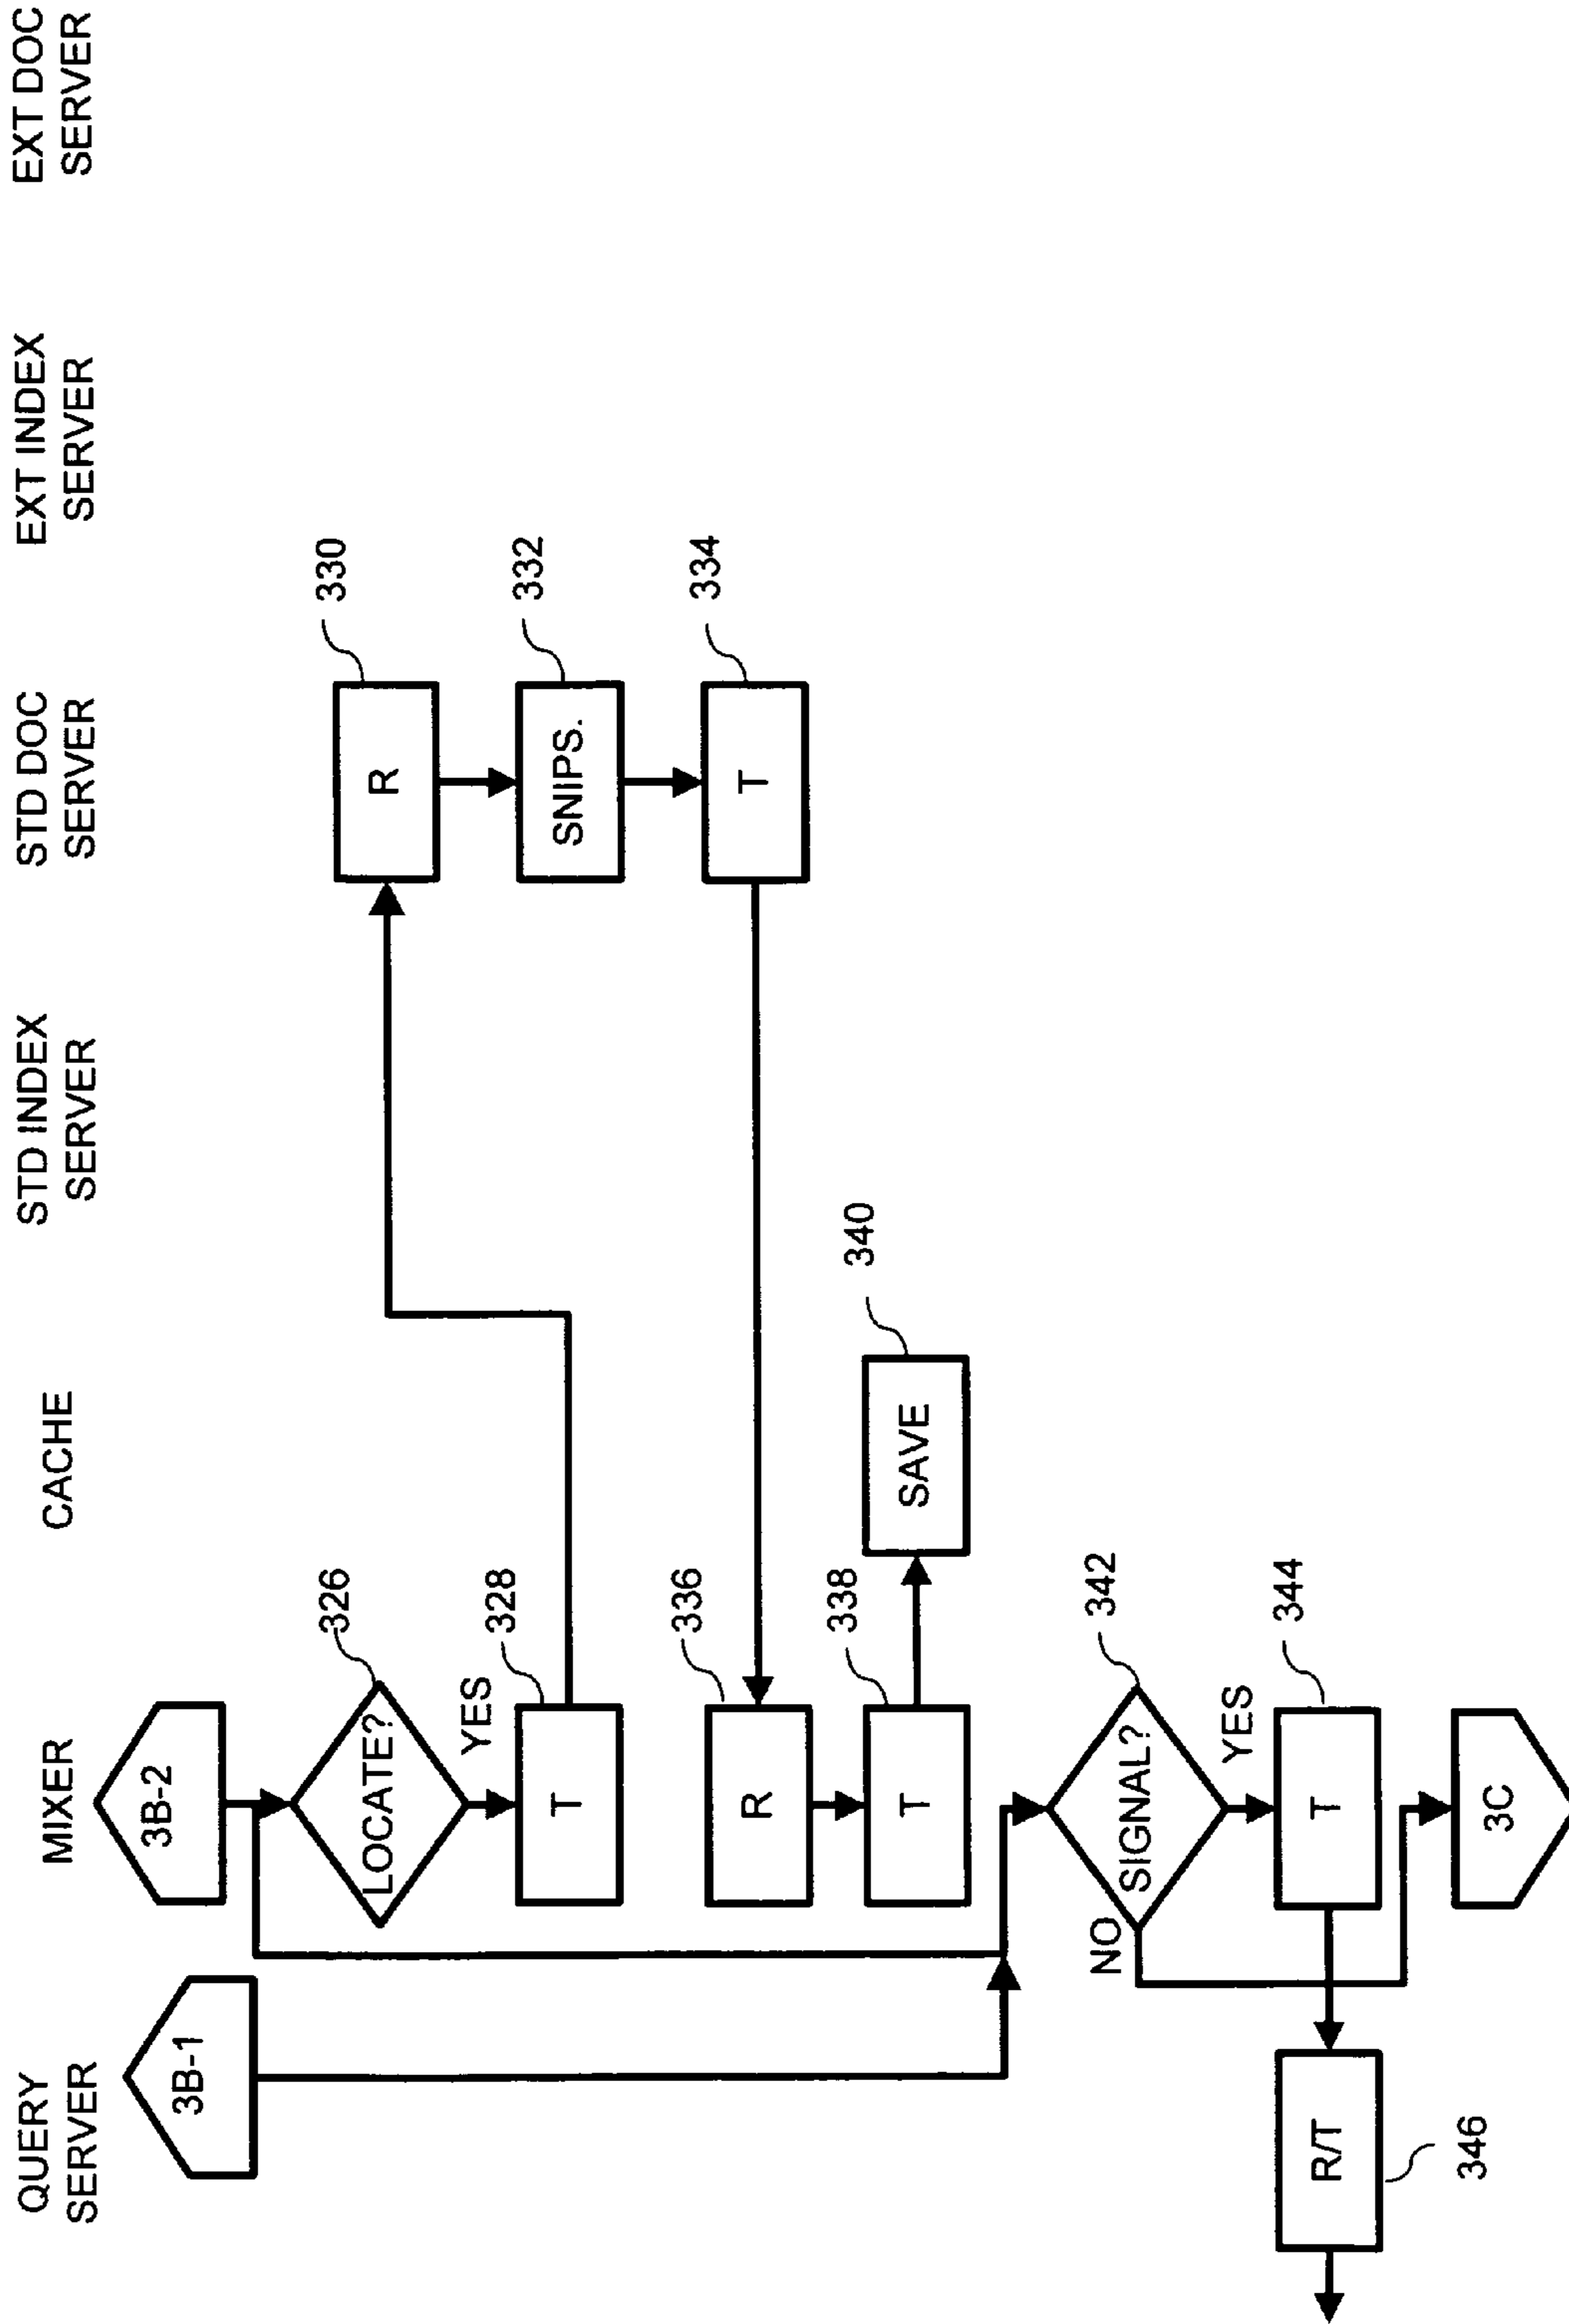 QUERY
SERVER
MIXER
CACHE
STD INDEX
SERVER
STD DOC
SERVER
EXT INDEX
SERVER
EXT DOC
SERVER
3B-1
3B-2
LOCATE?
326
YES
T
328
R
330
SNIPS.
332
T
334
R
336
T
338
SAVE
340
SIGNAL?
342
NO
YES
T
344
R/T
346
3C